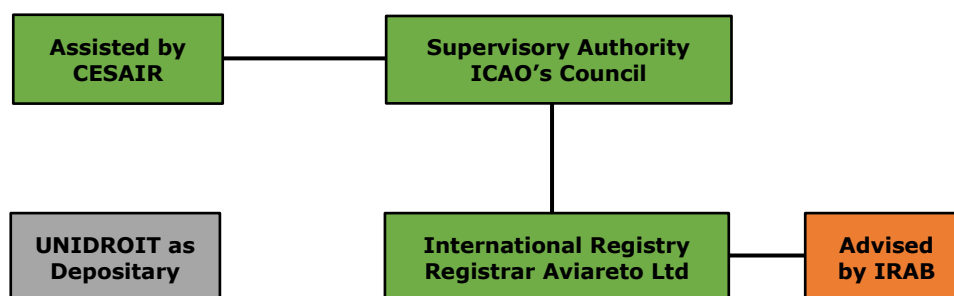 Assisted by
CESAIR
Supervisory Authority
ICAO’s Council
UNIDROIT as
Depositary
International Registry
Registrar Aviareto Ltd
Advised
by IRAB